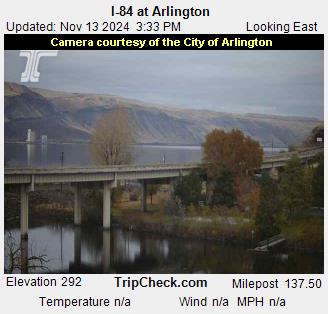 I-84 at Arlington
Updated: Nov 13 2024 3:33 PM Looking East
Camera courtesy of the City of Arlington
Elevation 292 TripCheck.com Milepost 137.50
Temperature n/a Wind n/a MPH n/a